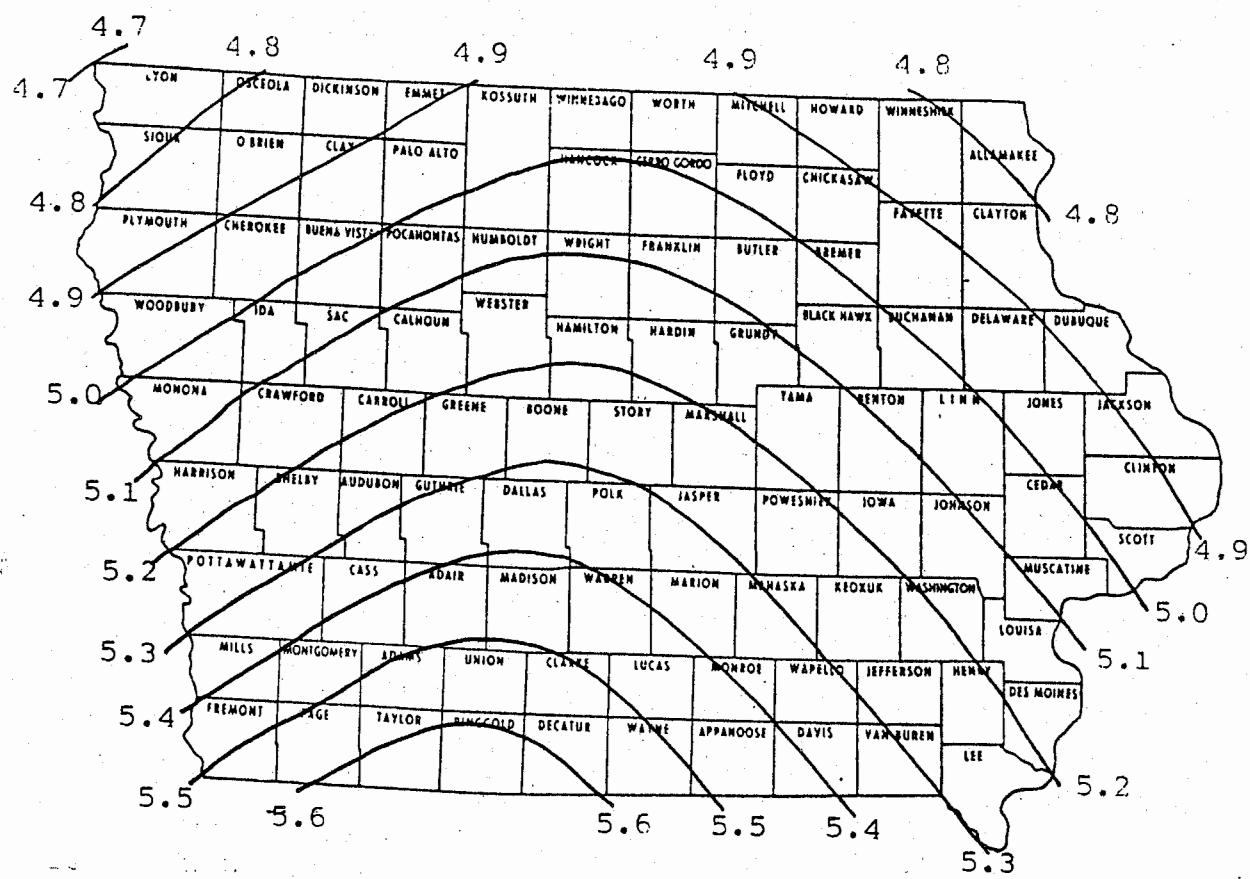 4.7
4.8
4.9
4.9
4.8
4.7
LYON
OSCEOLA
DICKINSON
EMMET
KOSSUTH
WINNEBAGO
WORTH
MITCHELL
HOWARD
WINNESHIEK
ALLAMAKEE
SIOUX
O BRIEN
CLAY
PALO ALTO
HANCOCK
CERRO GORDO
FLOYD
CHICKASAW
4.8
4.8
PLYMOUTH
CHEROKEE
BUENA VISTA
POCAHONTAS
HUMBOLDT
WRIGHT
FRANKLIN
BUTLER
BREMER
FAYETTE
CLAYTON
4.9
WOODBURY
IDA
SAC
CALHOUN
WEBSTER
HAMILTON
HARDIN
GRUNDY
BLACK HAWK
BUCHANAN
DELAWARE
DUBUQUE
5.0
MONONA
CRAWFORD
CARROLL
GREENE
BOONE
STORY
MARSHALL
TAMA
BENTON
LINN
JONES
JACKSON
5.1
HARRISON
SHELBY
AUDUBON
GUTHRIE
DALLAS
POLK
JASPER
POWESHIEK
IOWA
JOHNSON
CEDAR
CLINTON
SCOTT
4.9
5.2
POTTAWATTAMIE
CASS
ADAIR
MADISON
WARREN
MARION
MAHASKA
KEOKUK
WASHINGTON
MUSCATINE
5.0
LOUISA
5.3
MILLS
MONTGOMERY
ADAMS
UNION
CLARKE
LUCAS
MONROE
WAPELLO
JEFFERSON
HENRY
DES MOINES
5.1
5.4
FREMONT
PAGE
TAYLOR
RINGGOLD
DECATUR
WAYNE
APPANOOSE
DAVIS
VAN BUREN
LEE
5.2
5.5
5.6
5.6
5.5
5.4
5.3